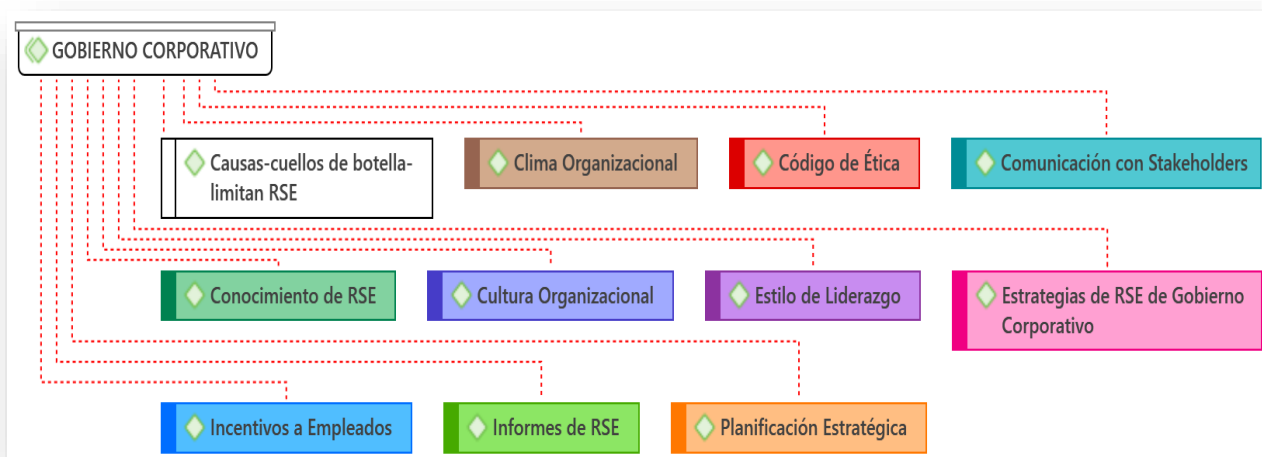 GOBIERNO CORPORATIVO
Causas-cuellos de botella-
limitan RSE
Clima Organizacional
Código de Ética
Comunicación con Stakeholders
Conocimiento de RSE
Cultura Organizacional
Estilo de Liderazgo
Estrategias de RSE de Gobierno
Corporativo
Incentivos a Empleados
Informes de RSE
Planificación Estratégica